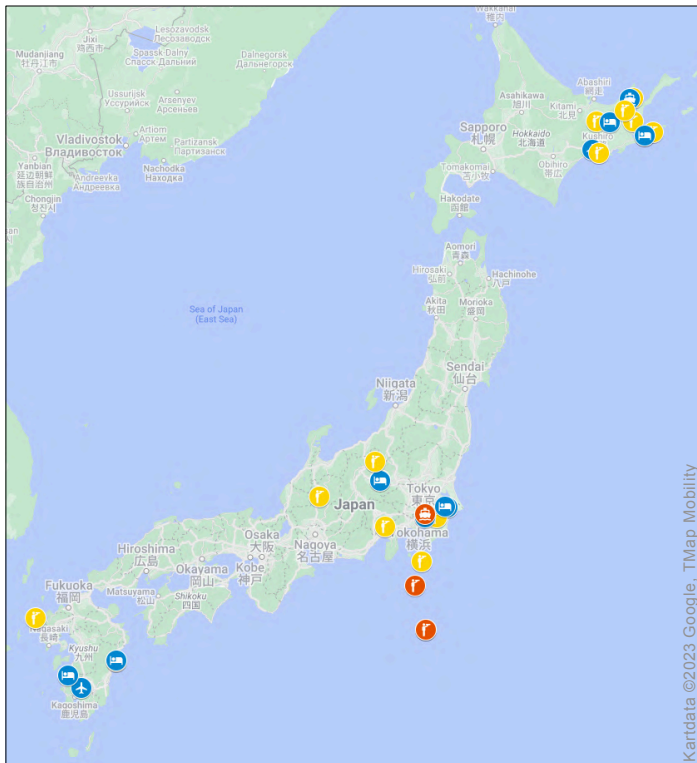 Wakkanai
稚内
Lesozavodsk
Лесозаводск
Jixi
鸡西市
Mudanjiang
牡丹江市
Spassk-Dalny
Спасск-Дальний
Dalnegorsk
Дальнегорск
Ussuriysk
Уссурийск
Arsenyev
Арсеньев
Abashiri
網走
Asahikawa
旭川
Kitami
北見
Artiom
Артём
Partizansk
Партизанск
Vladivostok
Владивосток
Sapporo
札幌
Hokkaido
北海道
Kushiro
Yanbian
延边朝鲜
族自治州
Nachodka
Находка
Andreevka
Андреевка
Tomakomai
苫小牧
Obihiro
帯広
Chongjin
청진시
Hakodate
函館
Aomori
青森
Hirosaki
弘前
Hachinohe
八戸
Akita
秋田
Morioka
盛岡
Sea of Japan
(East Sea)
Sendai
仙台
Niigata
新潟
Tokyo
東京
Japan
Yokohama
横浜
Nagoya
名古屋
Osaka
大阪
Kobe
神戸
Hiroshima
広島
Okayama
岡山
Fukuoka
福岡
Matsuyama
松山
Shikoku
四国
Nagasaki
長崎
Kyushu
九州
Kagoshima
鹿児島
Kartdata ©2023 Google, TMap Mobility